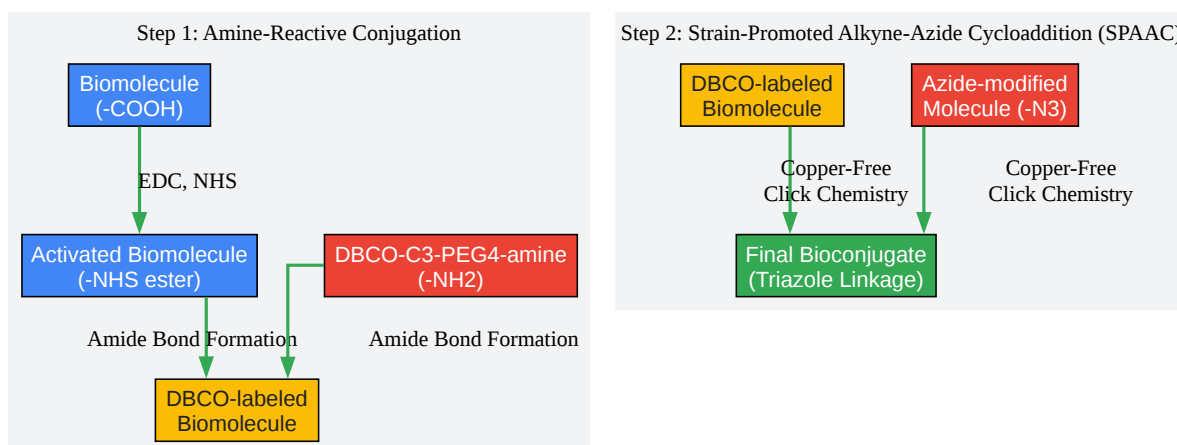 Step 1: Amine-Reactive Conjugation
Biomolecule
(-COOH)
EDC, NHS
Activated Biomolecule
(-NHS ester)
DBCO-C3-PEG4-amine
(-NH2)
Amide Bond Formation
Amide Bond Formation
DBCO-labeled
Biomolecule
Step 2: Strain-Promoted Alkyne-Azide Cycloaddition (SPAAC)
DBCO-labeled
Biomolecule
Azide-modified
Molecule (-N3)
Copper-Free
Click Chemistry
Copper-Free
Click Chemistry
Final Bioconjugate
(Triazole Linkage)